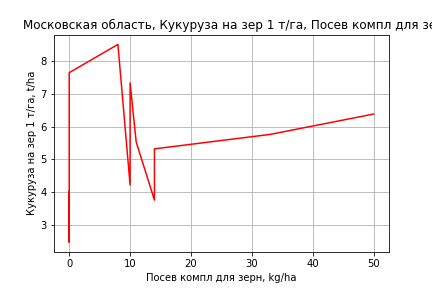 Московская область, Кукуруза на зер 1 т/га, Посев компл для зе
8
7
6
5
4
3
Кукуруза на зер 1 т/га, t/ha
0 10 20 30 40 50
Посев компл для зерн, kg/ha